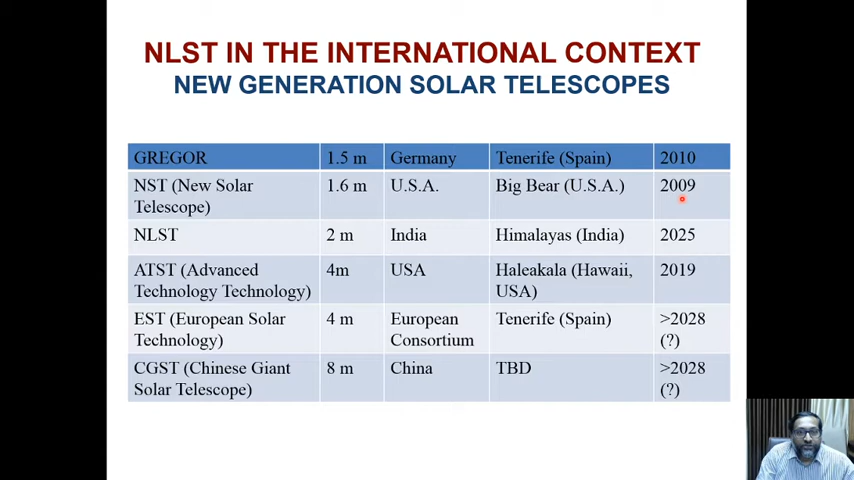 NLST IN THE INTERNATIONAL CONTEXT
NEW GENERATION SOLAR TELESCOPES
GREGOR 1.5 m Germany Tenerife (Spain) 2010
NST (New Solar 1.6 m U.S.A. Big Bear (U.S.A.) 2009
Telescope)
NLST 2 m India Himalayas (India) 2025
ATST (Advanced 4m USA Haleakala (Hawaii, 2019
Technology Technology) USA)
EST (European Solar 4 m European Tenerife (Spain) >2028
Technology) Consortium (?)
CGST (Chinese Giant 8 m China TBD >2028
Solar Telescope) (?)